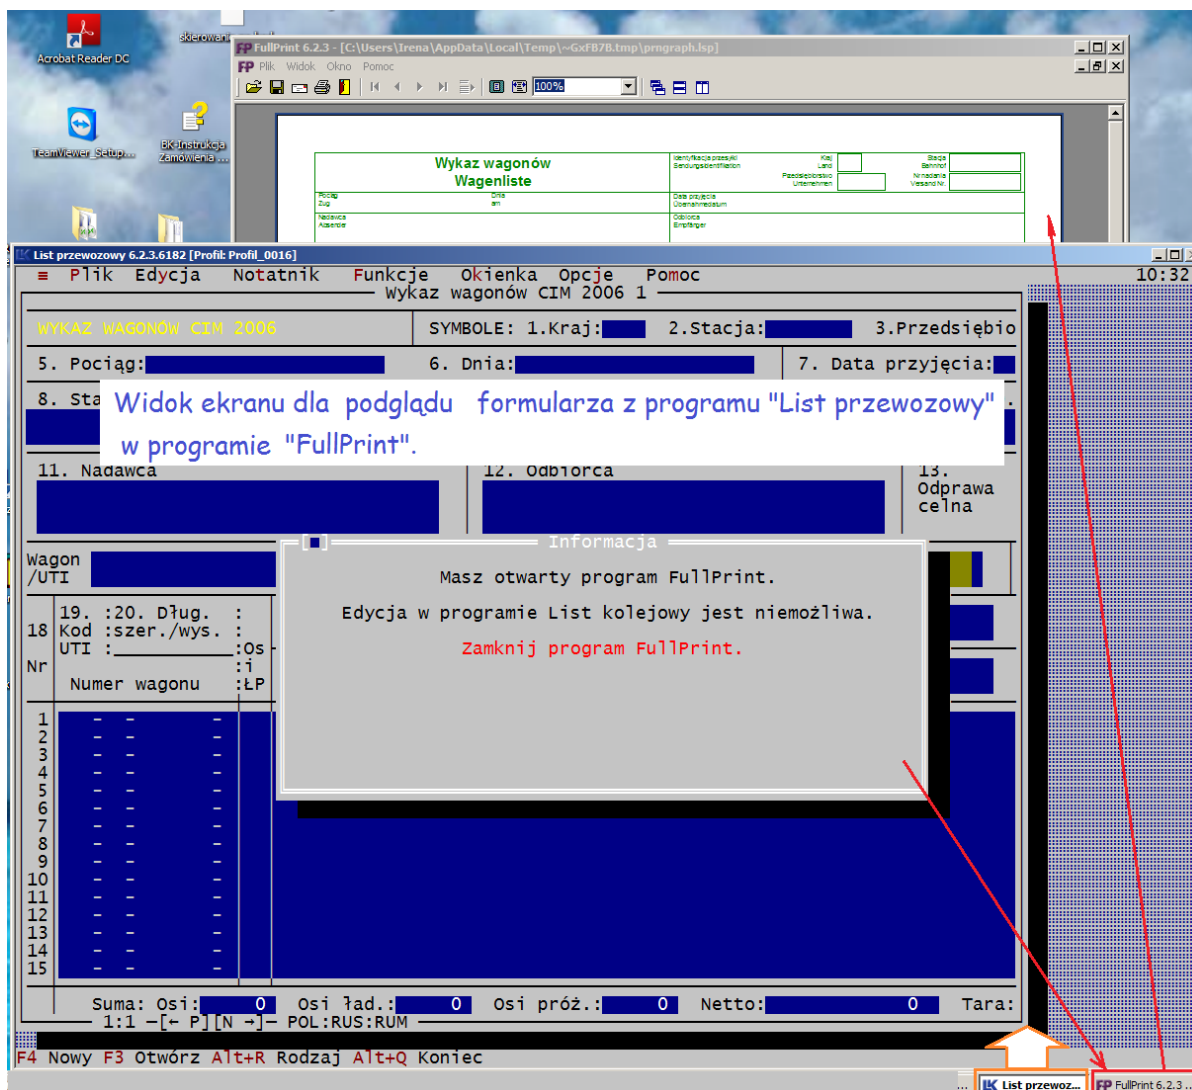 Acrobat Reader DC
TeamViewer_Setup...
BK-Instrukcja
Zamówienia ...
FP FullPrint 6.2.3 - [C:\Users\Irena\AppData\Local\Temp\~GxFB7B.tmp\prngraph.lsp]
FP Plik Widok Okno Pomoc
100%
Wykaz wagonów
Wagenliste
Identyfikacja przesyłki
Sendungsidentifikation
Kraj
Land
Stacja
Bahnhof
Przedsiębiorstwo
Unternehmen
Nr nadania
Versand Nr.
Pociąg
Zug
Dnia
am
Data przyjęcia
Übernahmedatum
Nadawca
Absender
Odbiorca
Empfänger
LK List przewozowy 6.2.3.6182 [Profil: Profil_0016]
≡ Plik Edycja Notatnik Funkcje Okienka Opcje Pomoc 10:32
Wykaz wagonów CIM 2006 1
WYKAZ WAGONÓW CIM 2006 SYMBOLE: 1.Kraj: 2.Stacja: 3.Przedsiębio
5. Pociąg: 6. Dnia: 7. Data przyjęcia:
8. Sta
Widok ekranu dla podglądu formularza z programu "List przewozowy"
w programie "FullPrint".
11. Nadawca 12. Odbiorca 13.
Odprawa
celna
Wagon
/UTI
[■] Informacja
Masz otwarty program FullPrint.
Edycja w programie List kolejowy jest niemożliwa.
Zamknij program FullPrint.
19. :20. Dług. :
18 Kod :szer./wys. :
UTI :__________:Os
Nr :i
Numer wagonu :ŁP
1 - - -
2 - - -
3 - - -
4 - - -
5 - - -
6 - - -
7 - - -
8 - - -
9 - - -
10 - - -
11 - - -
12 - - -
13 - - -
14 - - -
15 - - -
Suma: Osi: 0 Osi ład.: 0 Osi próż.: 0 Netto: 0 Tara:
1:1 —[← P][N →]— POL:RUS:RUM
F4 Nowy F3 Otwórz Alt+R Rodzaj Alt+Q Koniec
... LK List przewoz... FP FullPrint 6.2.3 ...